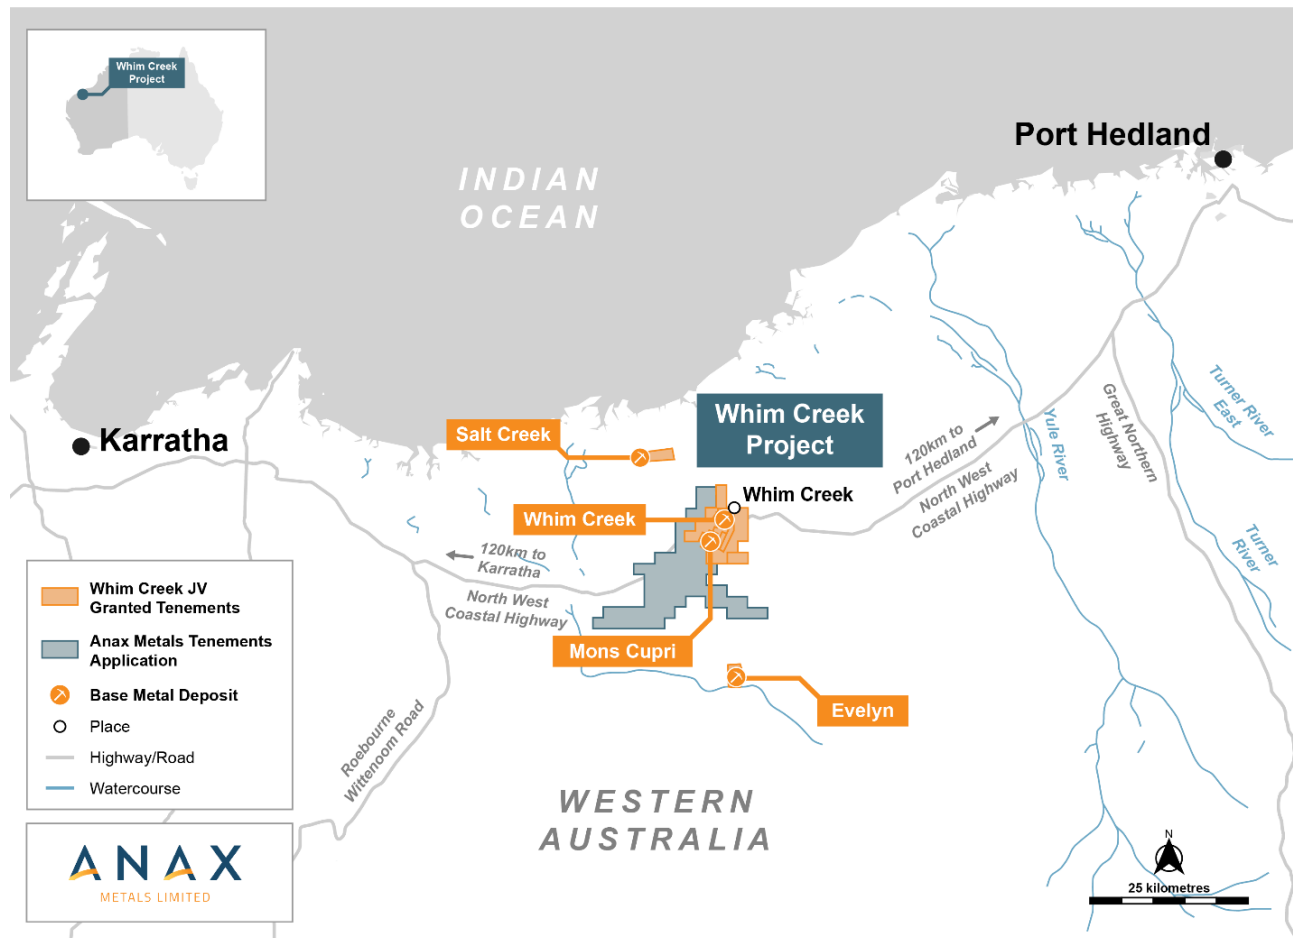 Whim Creek
Project
Port Hedland
INDIAN
OCEAN
Karratha
Salt Creek
Whim Creek
Project
Whim Creek
Whim Creek
120km to
Port Hedland
North West
Coastal Highway
Yule River
Great Northern
Highway
Turner River
East
Turner
River
120km to
Karratha
North West
Coastal Highway
Mons Cupri
Evelyn
Roebourne
Wittenoom Road
WESTERN
AUSTRALIA
Whim Creek JV
Granted Tenements
Anax Metals Tenements
Application
Base Metal Deposit
Place
Highway/Road
Watercourse
ANAX
METALS LIMITED
N
25 kilometres